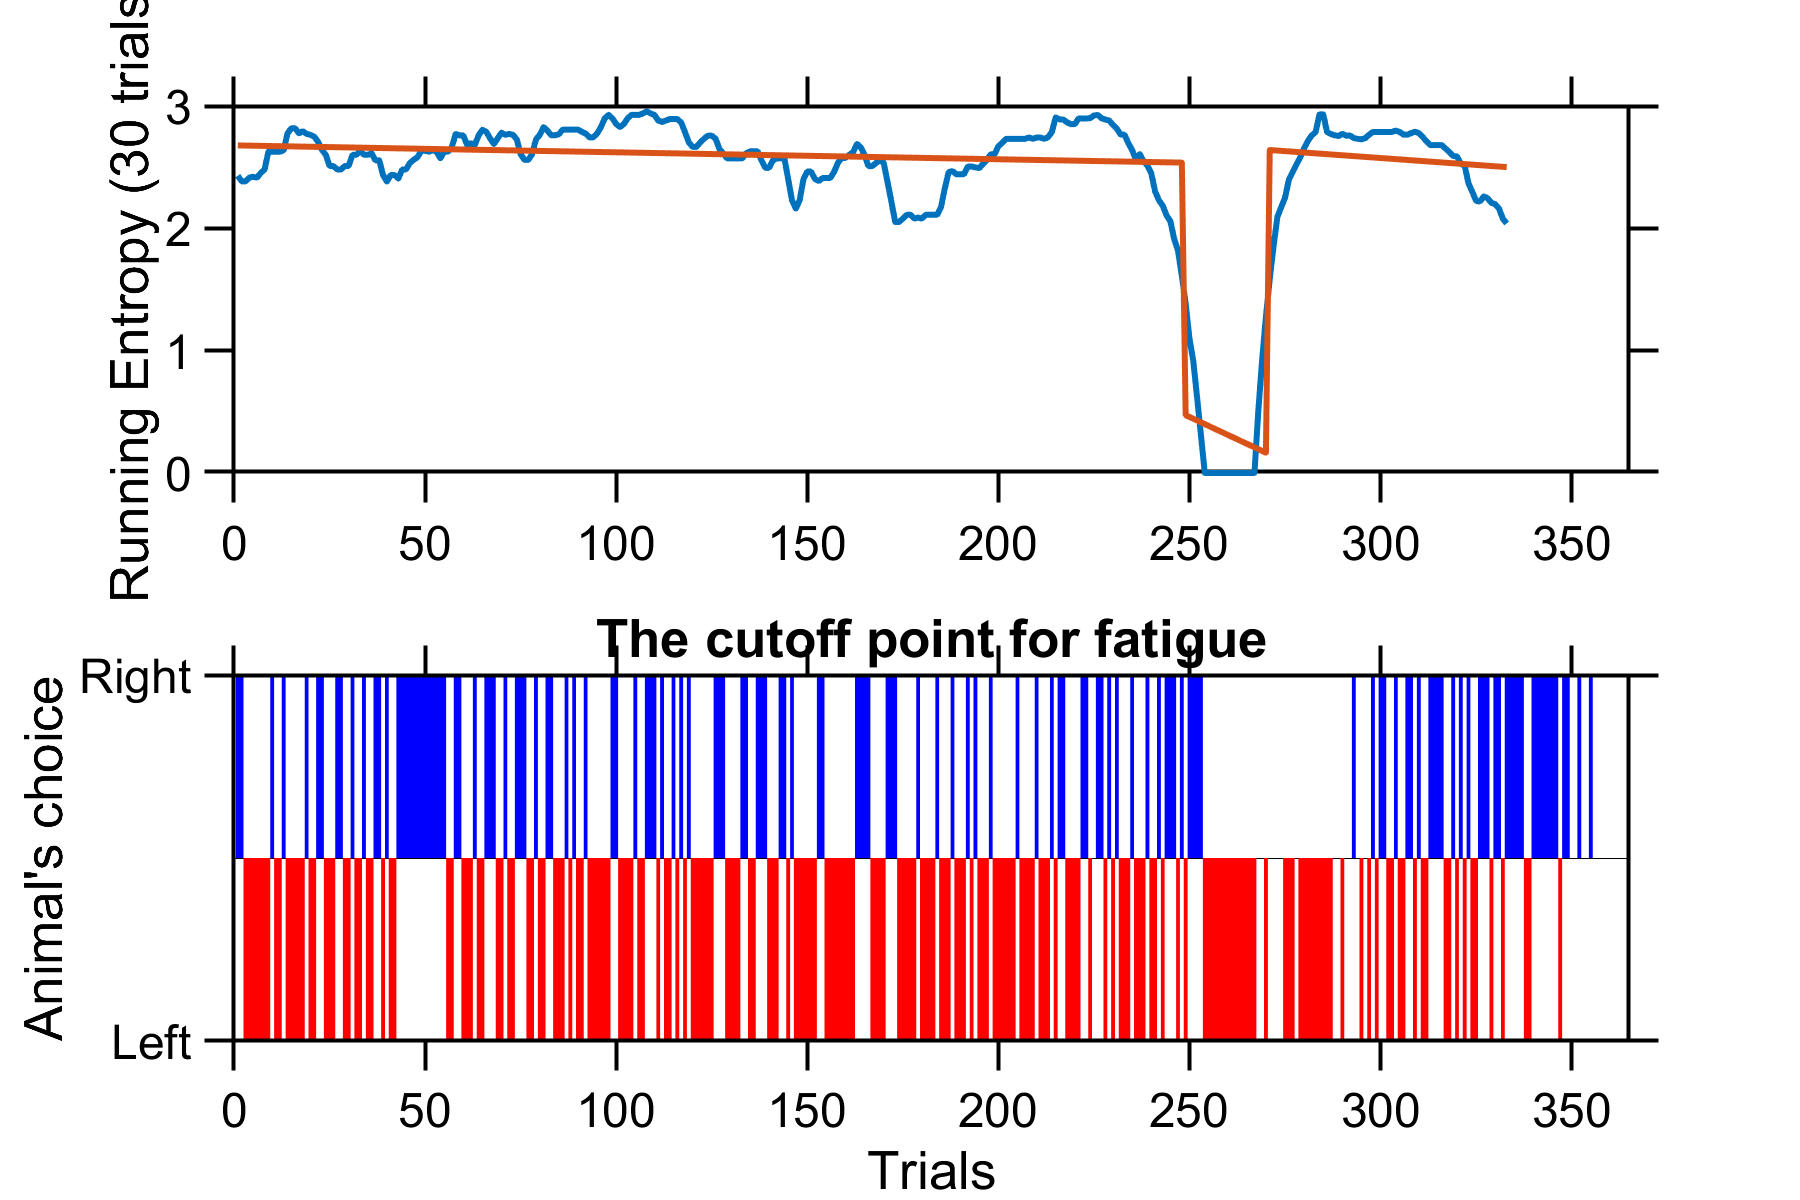 Running Entropy (30 trials
3
2
1
0
0 50 100 150 200 250 300 350
The cutoff point for fatigue
Animal's choice
Right
Left
0 50 100 150 200 250 300 350
Trials